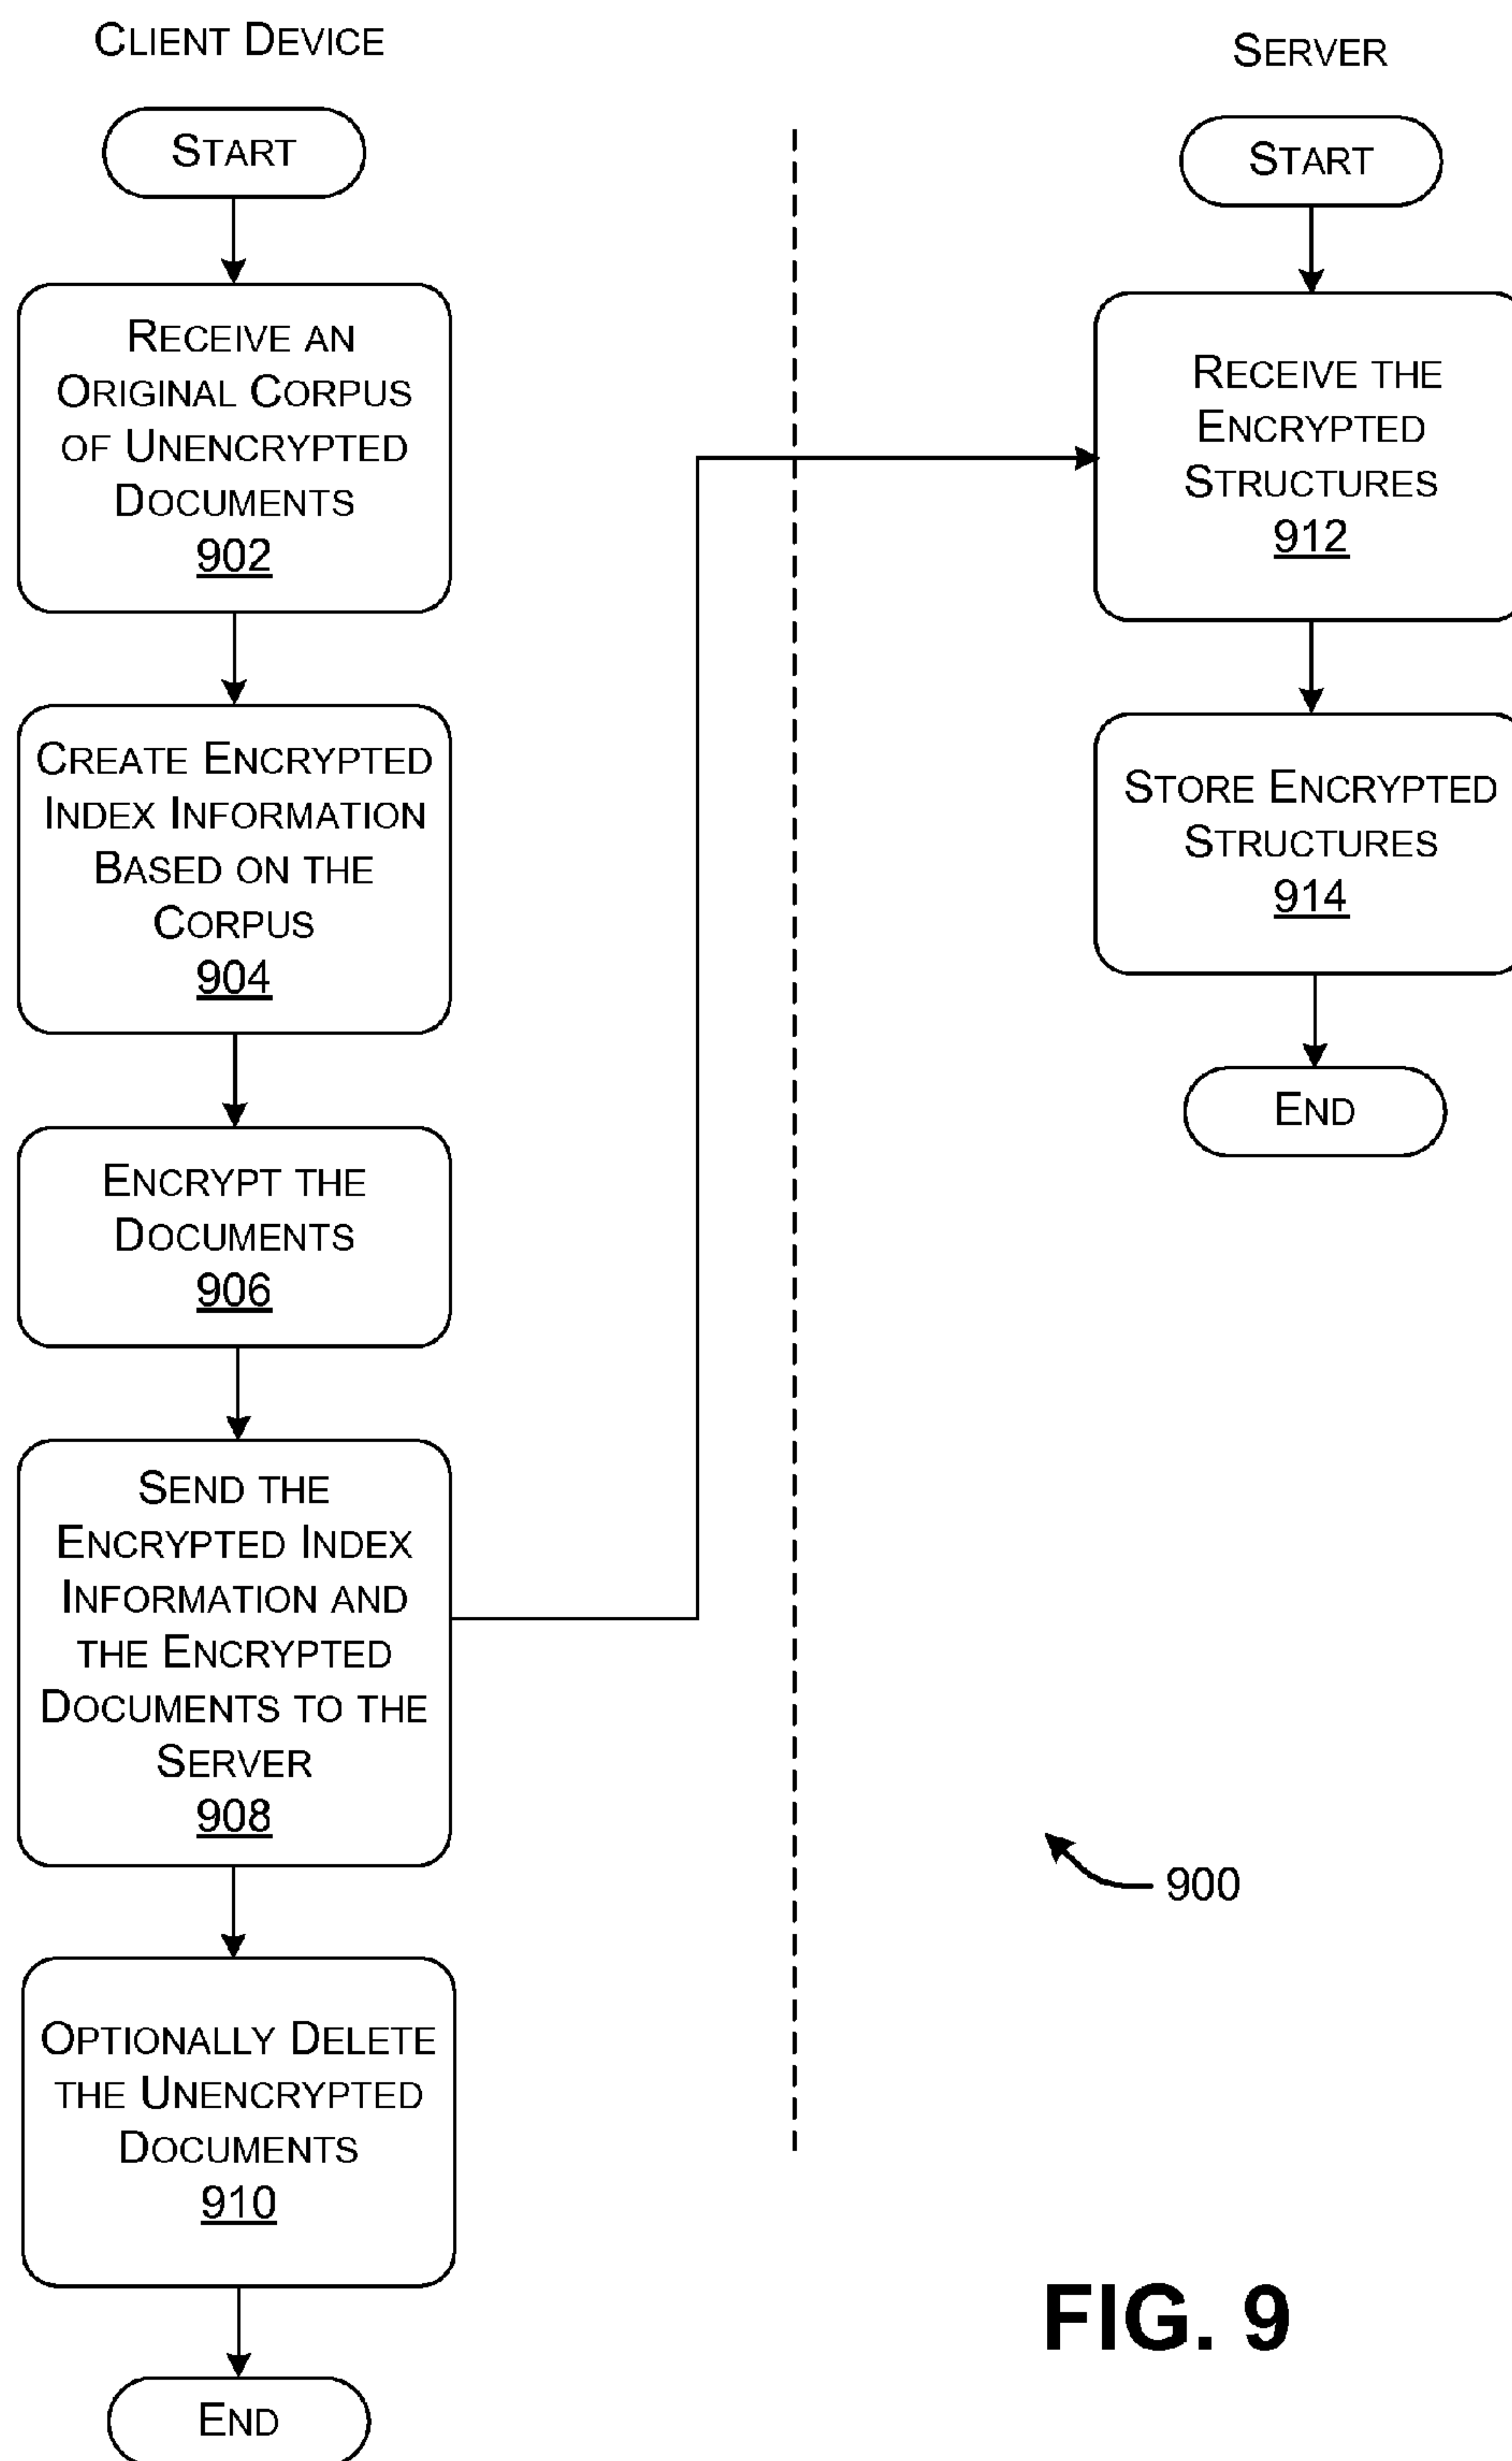 CLIENT DEVICE
START
RECEIVE AN
ORIGINAL CORPUS
OF UNENCRYPTED
DOCUMENTS
902
CREATE ENCRYPTED
INDEX INFORMATION
BASED ON THE
CORPUS
904
ENCRYPT THE
DOCUMENTS
906
SEND THE
ENCRYPTED INDEX
INFORMATION AND
THE ENCRYPTED
DOCUMENTS TO THE
SERVER
908
OPTIONALLY DELETE
THE UNENCRYPTED
DOCUMENTS
910
END
SERVER
START
RECEIVE THE
ENCRYPTED
STRUCTURES
912
STORE ENCRYPTED
STRUCTURES
914
END
900
FIG. 9